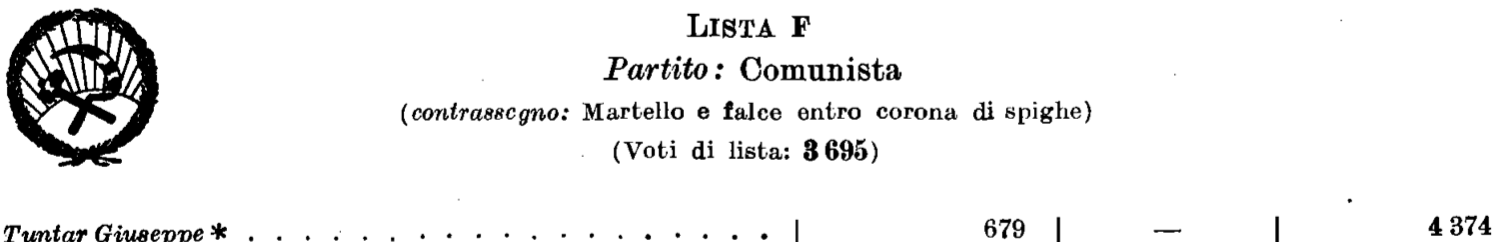 LISTA F
Partito: Comunista
(contrassegno: Martello e falce entro corona di spighe)
(Voti di lista: 3 695)
Tuntar Giuseppe * . . . . . . . . . . . . . . . . . . . | 679 | — | 4 374